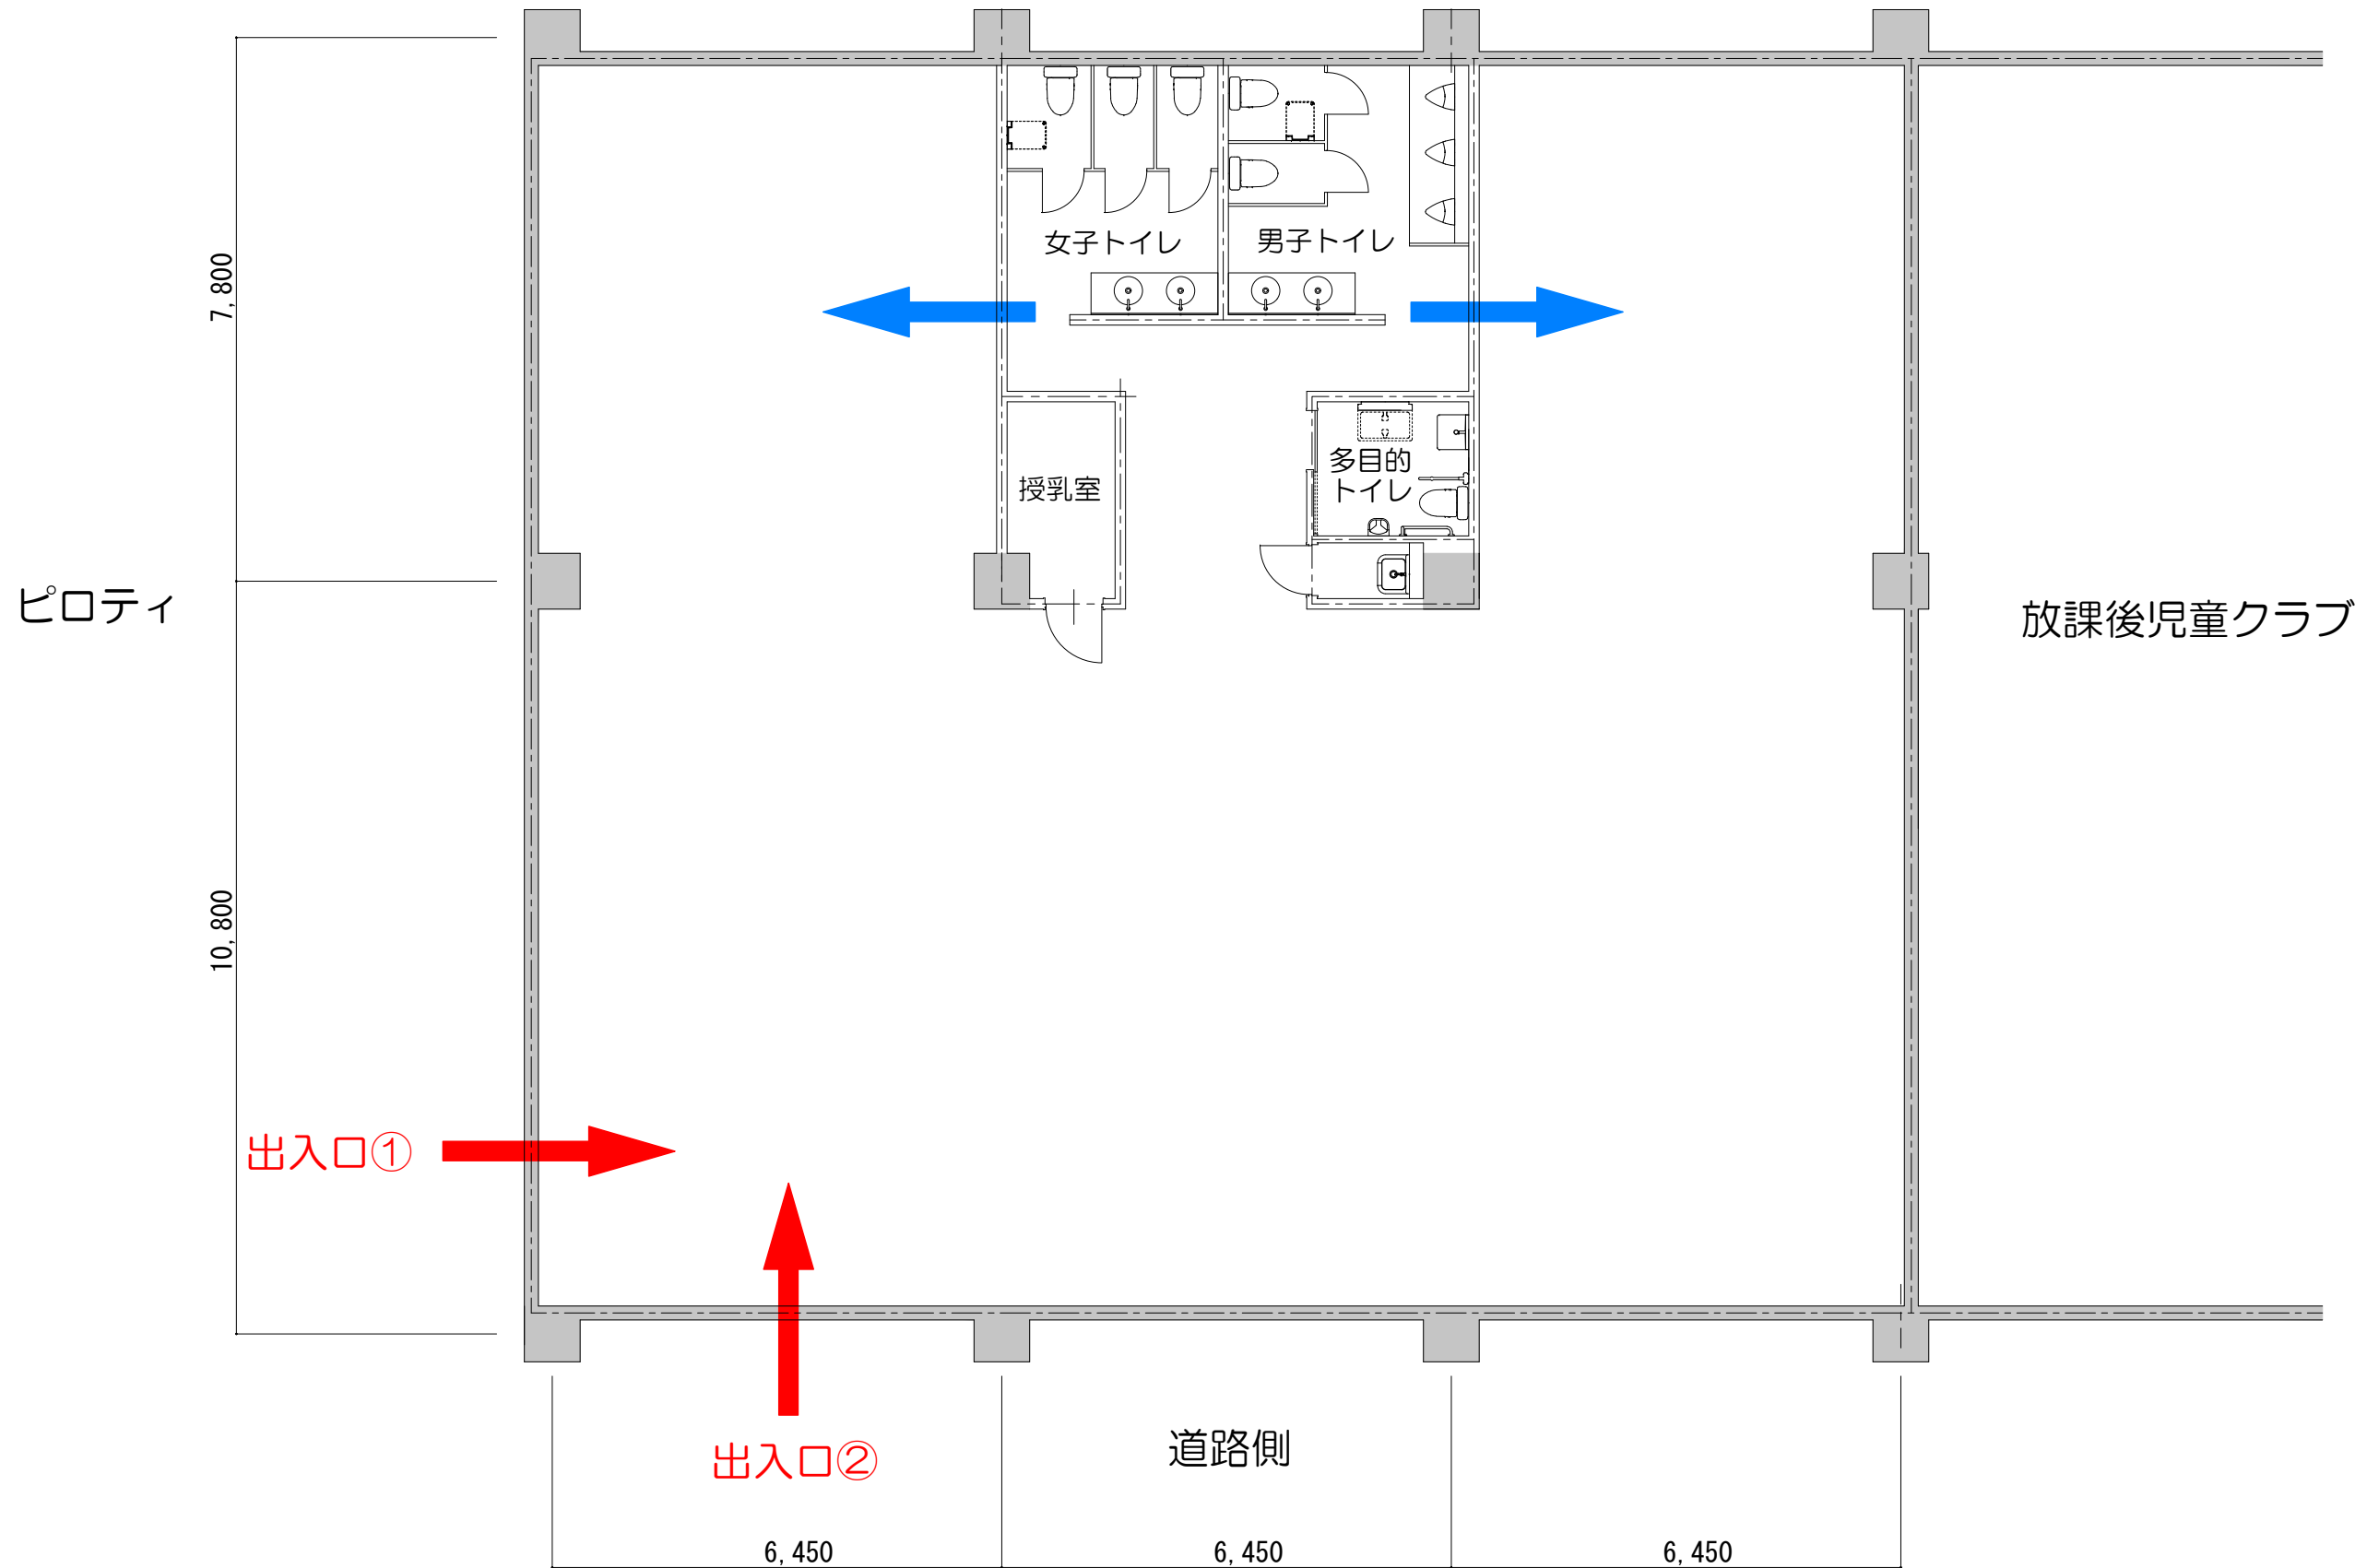 女子トイレ
男子トイレ
7,800
多目的
トイレ
授乳室
ピロティ
放課後児童クラブ
10,800
出入口①
出入口②
道路側
6,450
6,450
6,450